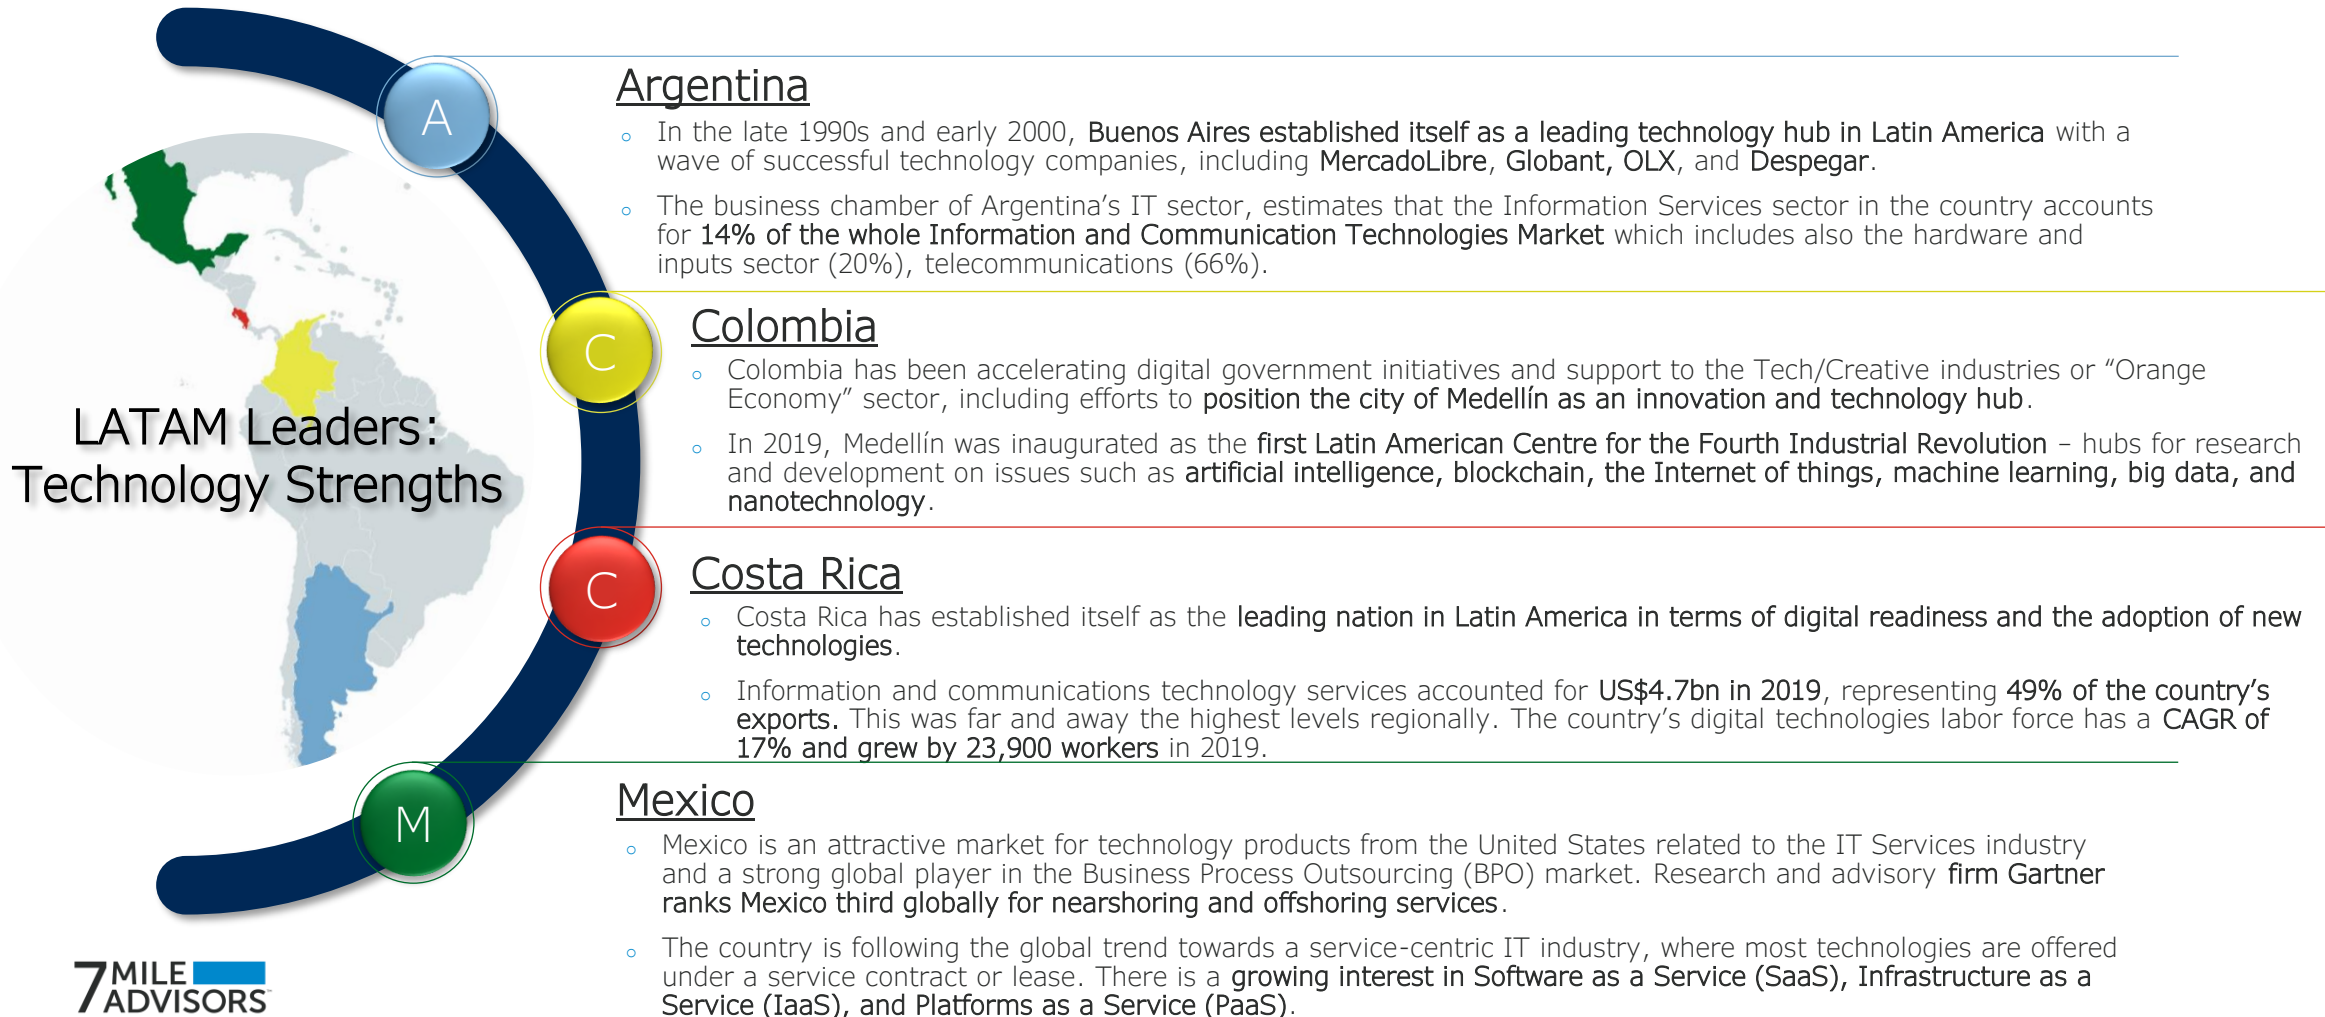 A
Argentina
In the late 1990s and early 2000, Buenos Aires established itself as a leading technology hub in Latin America with a
wave of successful technology companies, including MercadoLibre, Globant, OLX, and Despegar.
The business chamber of Argentina’s IT sector, estimates that the Information Services sector in the country accounts
for 14% of the whole Information and Communication Technologies Market which includes also the hardware and
inputs sector (20%), telecommunications (66%).
C
Colombia
Colombia has been accelerating digital government initiatives and support to the Tech/Creative industries or “Orange
Economy” sector, including efforts to position the city of Medellín as an innovation and technology hub.
In 2019, Medellín was inaugurated as the first Latin American Centre for the Fourth Industrial Revolution – hubs for research
and development on issues such as artificial intelligence, blockchain, the Internet of things, machine learning, big data, and
nanotechnology.
LATAM Leaders:
Technology Strengths
C
Costa Rica
Costa Rica has established itself as the leading nation in Latin America in terms of digital readiness and the adoption of new
technologies.
Information and communications technology services accounted for US$4.7bn in 2019, representing 49% of the country’s
exports. This was far and away the highest levels regionally. The country’s digital technologies labor force has a CAGR of
17% and grew by 23,900 workers in 2019.
M
Mexico
Mexico is an attractive market for technology products from the United States related to the IT Services industry
and a strong global player in the Business Process Outsourcing (BPO) market. Research and advisory firm Gartner
ranks Mexico third globally for nearshoring and offshoring services.
The country is following the global trend towards a service-centric IT industry, where most technologies are offered
under a service contract or lease. There is a growing interest in Software as a Service (SaaS), Infrastructure as a
Service (IaaS), and Platforms as a Service (PaaS).
7 MILE
ADVISORS